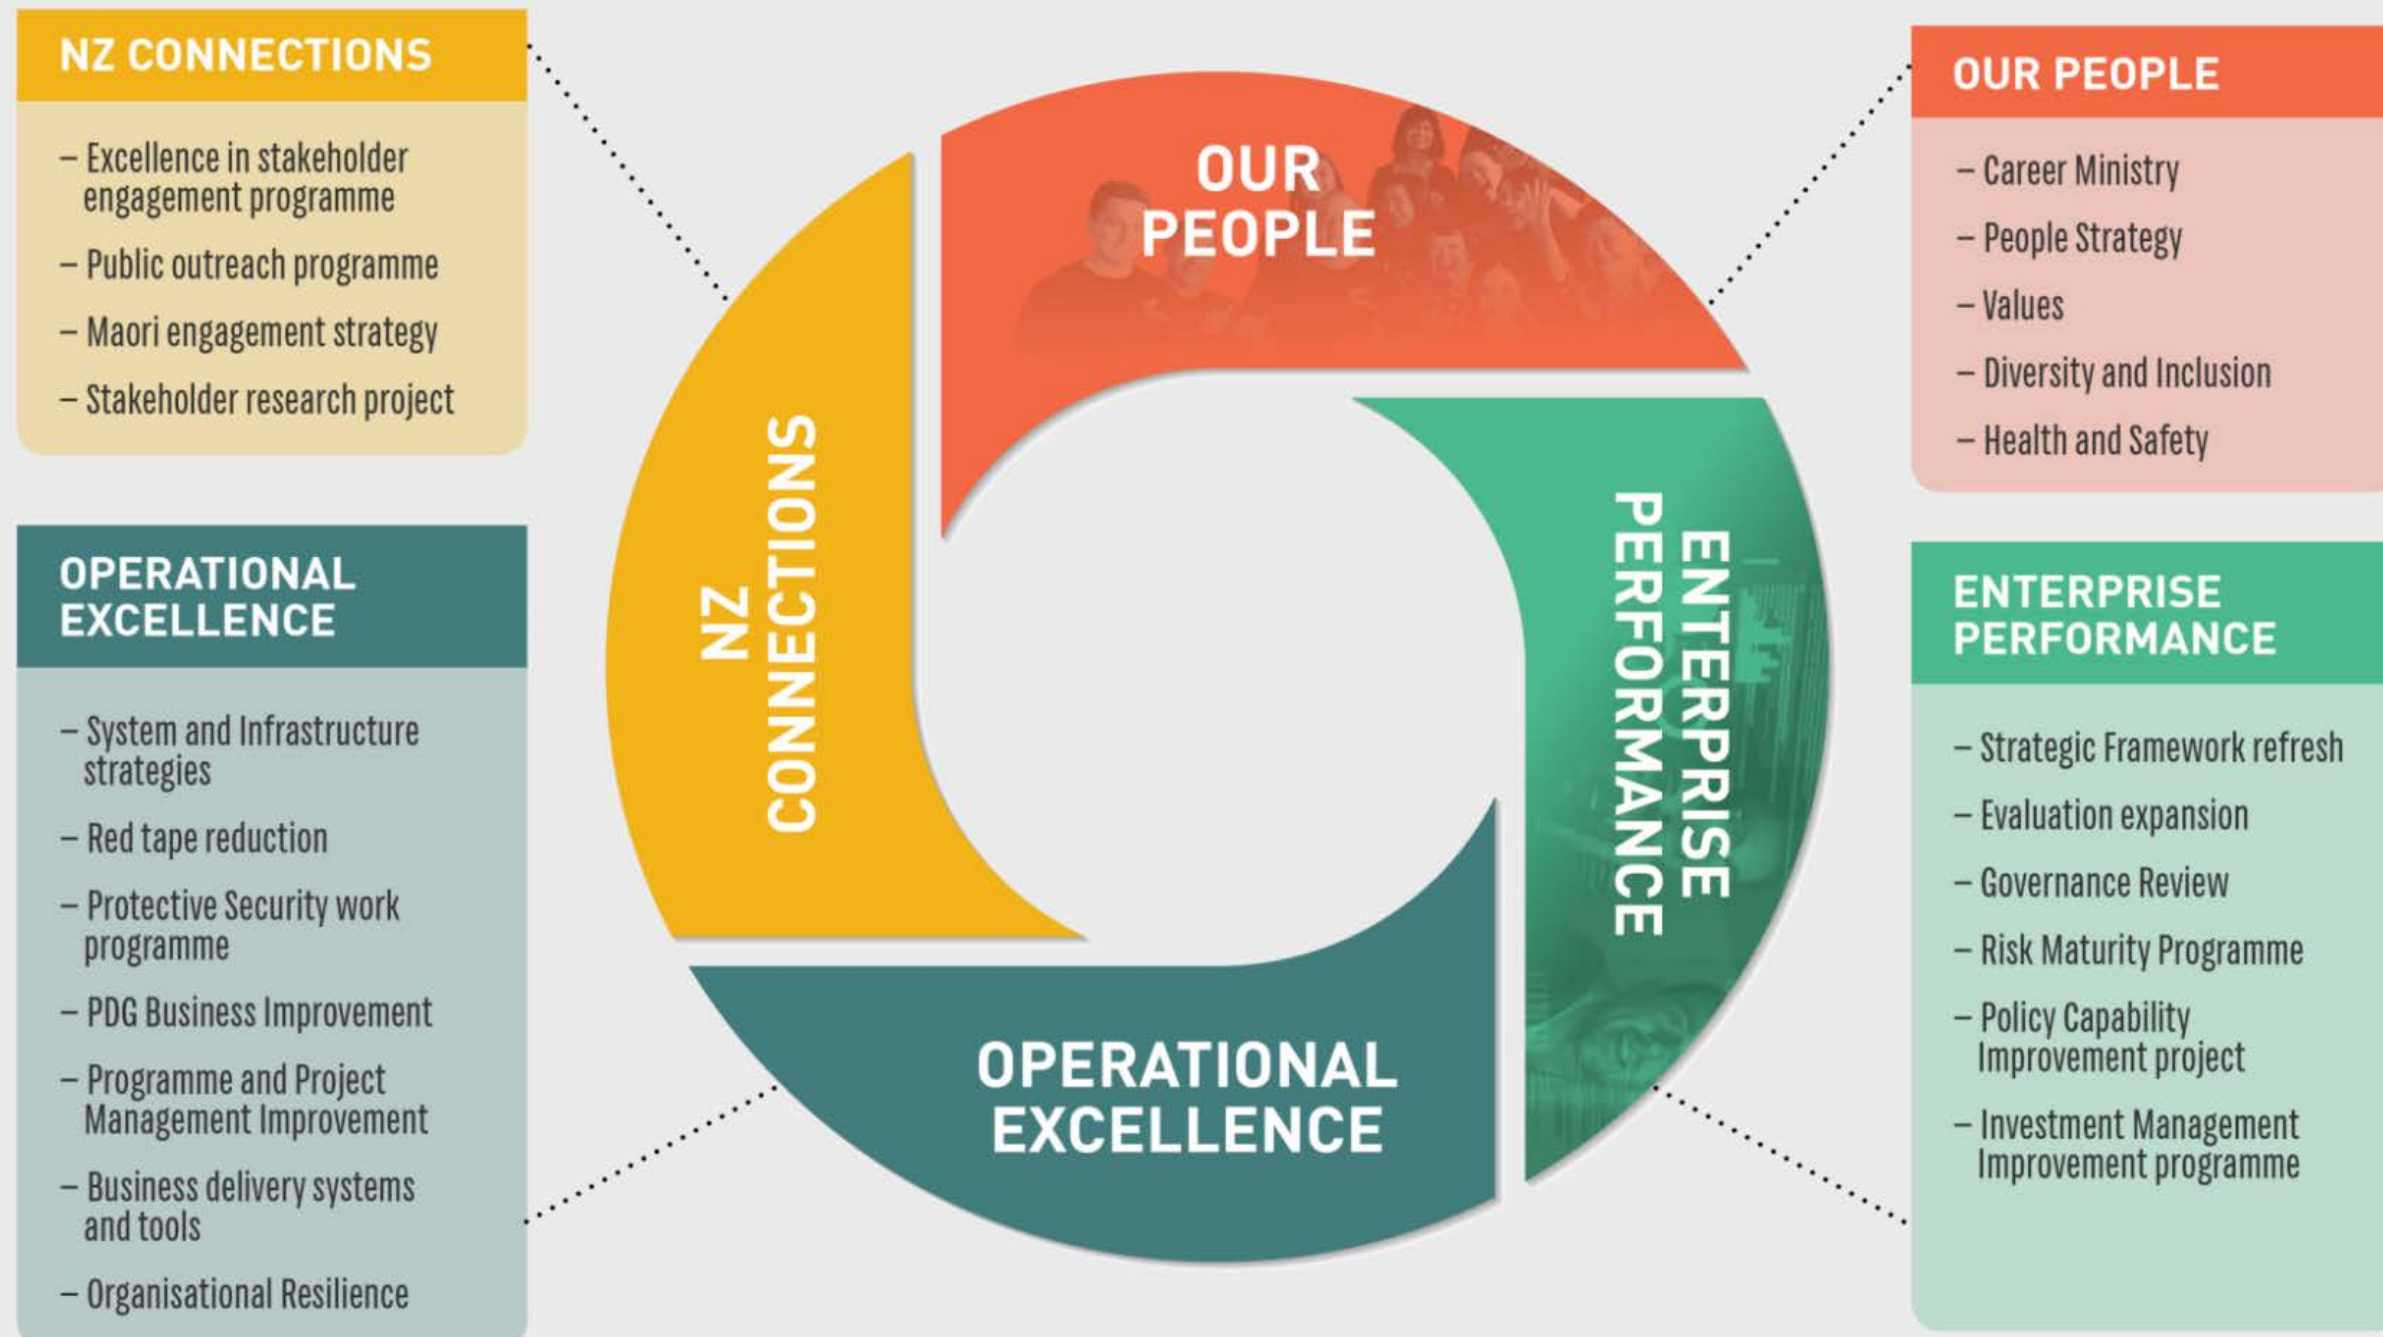 NZ CONNECTIONS
– Excellence in stakeholder
engagement programme
– Public outreach programme
– Maori engagement strategy
– Stakeholder research project
OPERATIONAL
EXCELLENCE
– System and Infrastructure
strategies
– Red tape reduction
– Protective Security work
programme
– PDG Business Improvement
– Programme and Project
Management Improvement
– Business delivery systems
and tools
– Organisational Resilience
OUR
PEOPLE
NZ
CONNECTIONS
ENTERPRISE
PERFORMANCE
OPERATIONAL
EXCELLENCE
OUR PEOPLE
– Career Ministry
– People Strategy
– Values
– Diversity and Inclusion
– Health and Safety
ENTERPRISE
PERFORMANCE
– Strategic Framework refresh
– Evaluation expansion
– Governance Review
– Risk Maturity Programme
– Policy Capability
Improvement project
– Investment Management
Improvement programme